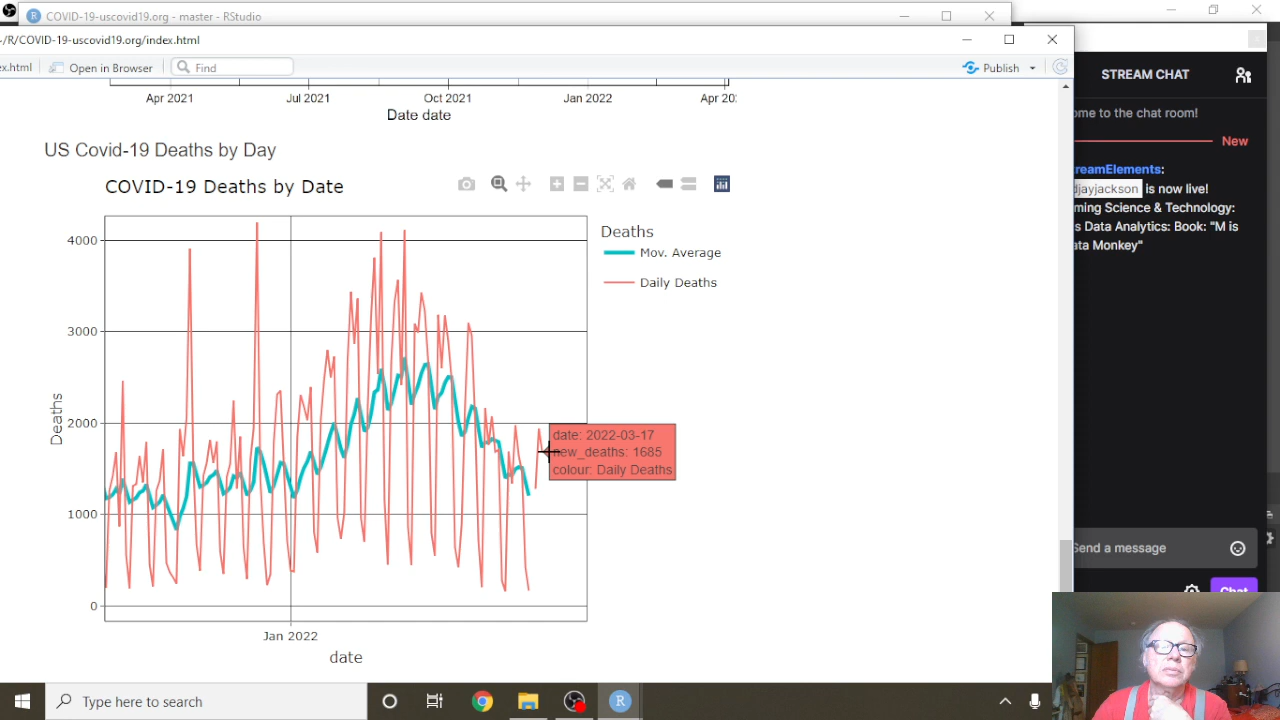 COVID-19-uscovid19.org - master - RStudio
~/R/COVID-19-uscovid19.org/index.html
ex.html
Open in Browser
Find
Publish
Apr 2021
Jul 2021
Oct 2021
Jan 2022
Apr 20
Date date
US Covid-19 Deaths by Day
COVID-19 Deaths by Date
Deaths
Mov. Average
Daily Deaths
4000
3000
2000
1000
0
Deaths
date: 2022-03-17
new_deaths: 1685
colour: Daily Deaths
Jan 2022
date
STREAM CHAT
ome to the chat room!
New
reamElements:
djayjackson is now live!
ming Science & Technology:
s Data Analytics: Book: "M is
ata Monkey"
Send a message
Chat
Type here to search
R